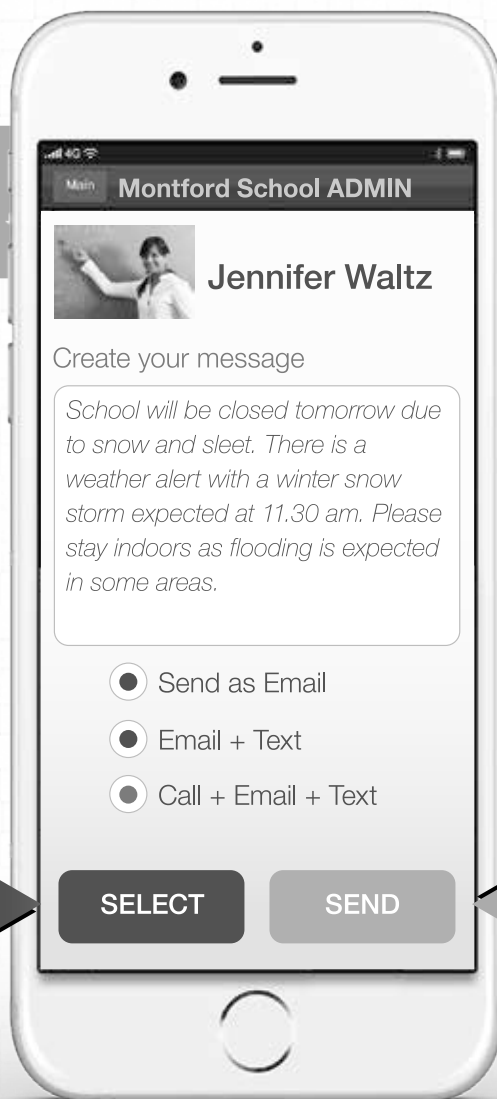 4G
Main Montford School ADMIN
Jennifer Waltz
Create your message
School will be closed tomorrow due
to snow and sleet. There is a
weather alert with a winter snow
storm expected at 11.30 am. Please
stay indoors as flooding is expected
in some areas.
Send as Email
Email + Text
Call + Email + Text
SELECT SEND